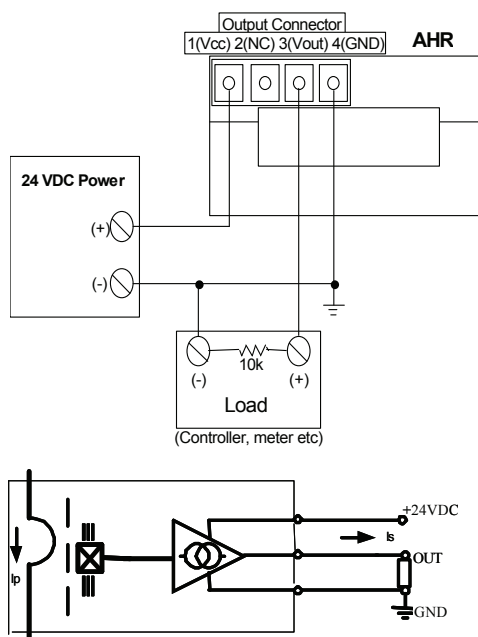 Output Connector
1(Vcc) 2(NC) 3(Vout) 4(GND)
AHR
24 VDC Power
(+)
(-)
10k
(-)
(+)
Load
(Controller, meter etc)
+24VDC
Is
OUT
Ip
GND